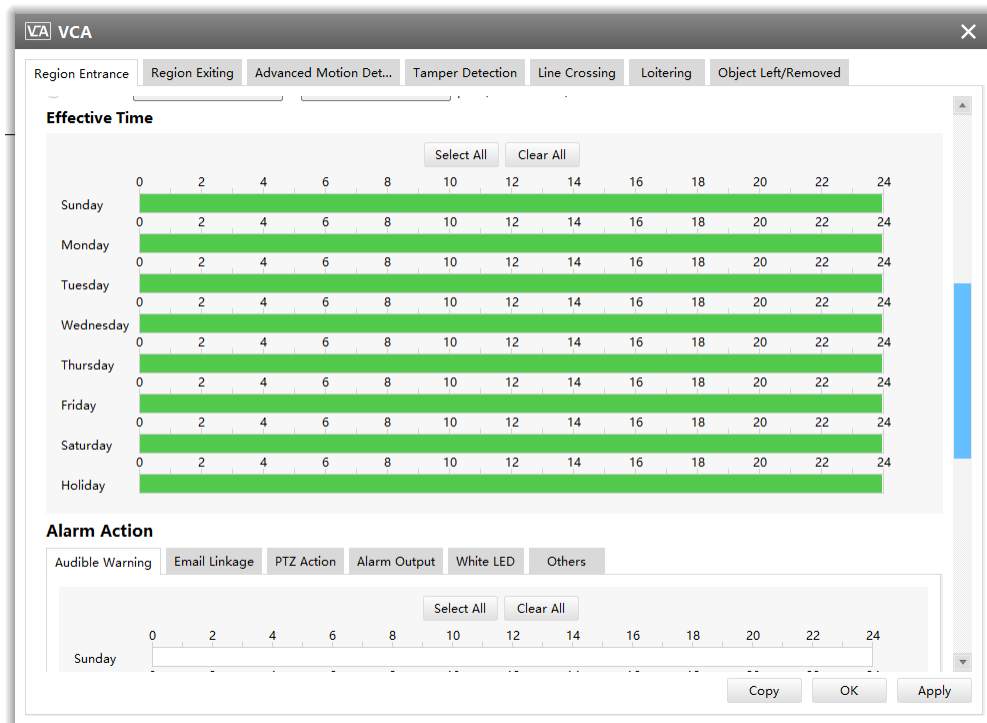 VCA VCA
Region Entrance Region Exiting Advanced Motion Det... Tamper Detection Line Crossing Loitering Object Left/Removed
Effective Time
Select All Clear All
0 2 4 6 8 10 12 14 16 18 20 22 24
Sunday
0 2 4 6 8 10 12 14 16 18 20 22 24
Monday
0 2 4 6 8 10 12 14 16 18 20 22 24
Tuesday
0 2 4 6 8 10 12 14 16 18 20 22 24
Wednesday
0 2 4 6 8 10 12 14 16 18 20 22 24
Thursday
0 2 4 6 8 10 12 14 16 18 20 22 24
Friday
0 2 4 6 8 10 12 14 16 18 20 22 24
Saturday
0 2 4 6 8 10 12 14 16 18 20 22 24
Holiday
Alarm Action
Audible Warning Email Linkage PTZ Action Alarm Output White LED Others
Select All Clear All
0 2 4 6 8 10 12 14 16 18 20 22 24
Sunday
Copy OK Apply